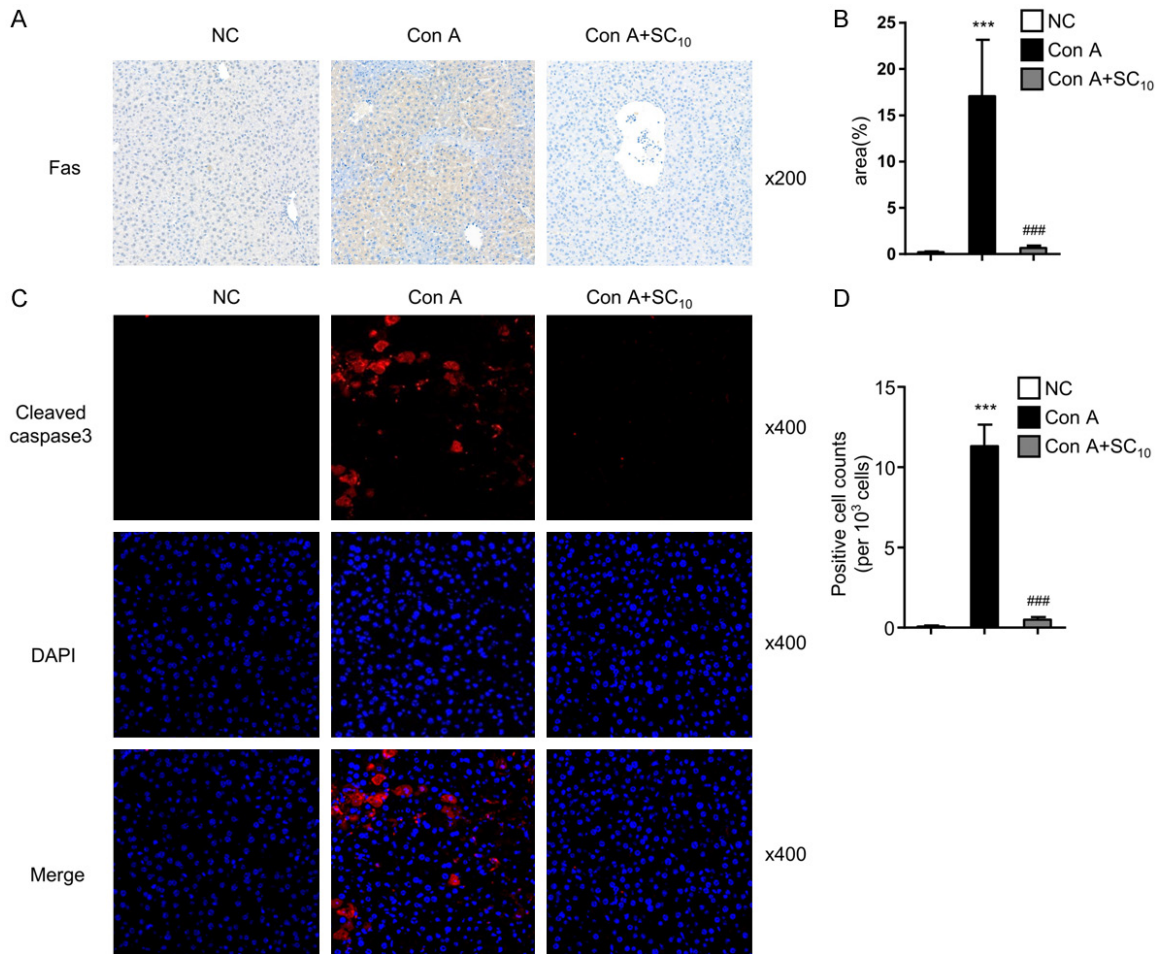 A
NC
Con A
Con A+SC₁₀
Fas
x200
B
NC
Con A
Con A+SC₁₀
area(%)
25
20
15
10
5
0
***
###
C
NC
Con A
Con A+SC₁₀
Cleaved
caspase3
x400
DAPI
x400
Merge
x400
D
NC
Con A
Con A+SC₁₀
Positive cell counts
(per 10³ cells)
15
10
5
0
***
###